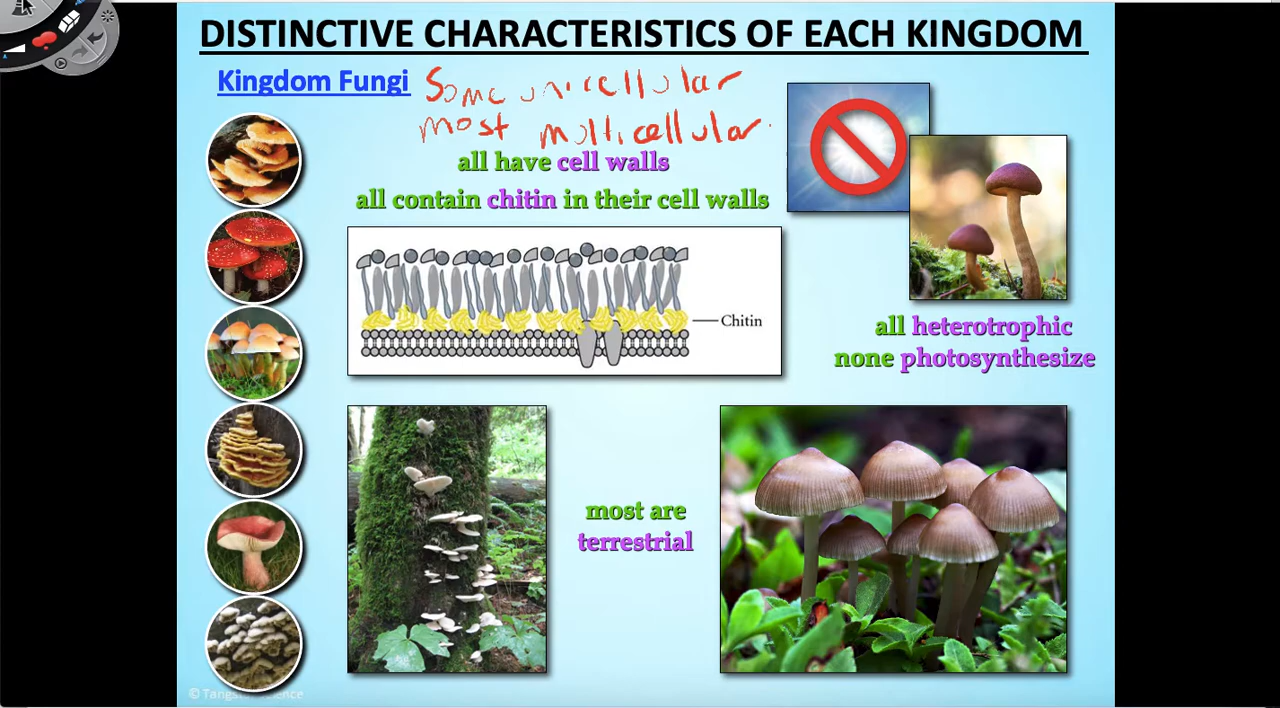 DISTINCTIVE CHARACTERISTICS OF EACH KINGDOM
Kingdom Fungi
Some unicellular
most multicellular.
all have cell walls
all contain chitin in their cell walls
Chitin
all heterotrophic
none photosynthesize
most are
terrestrial